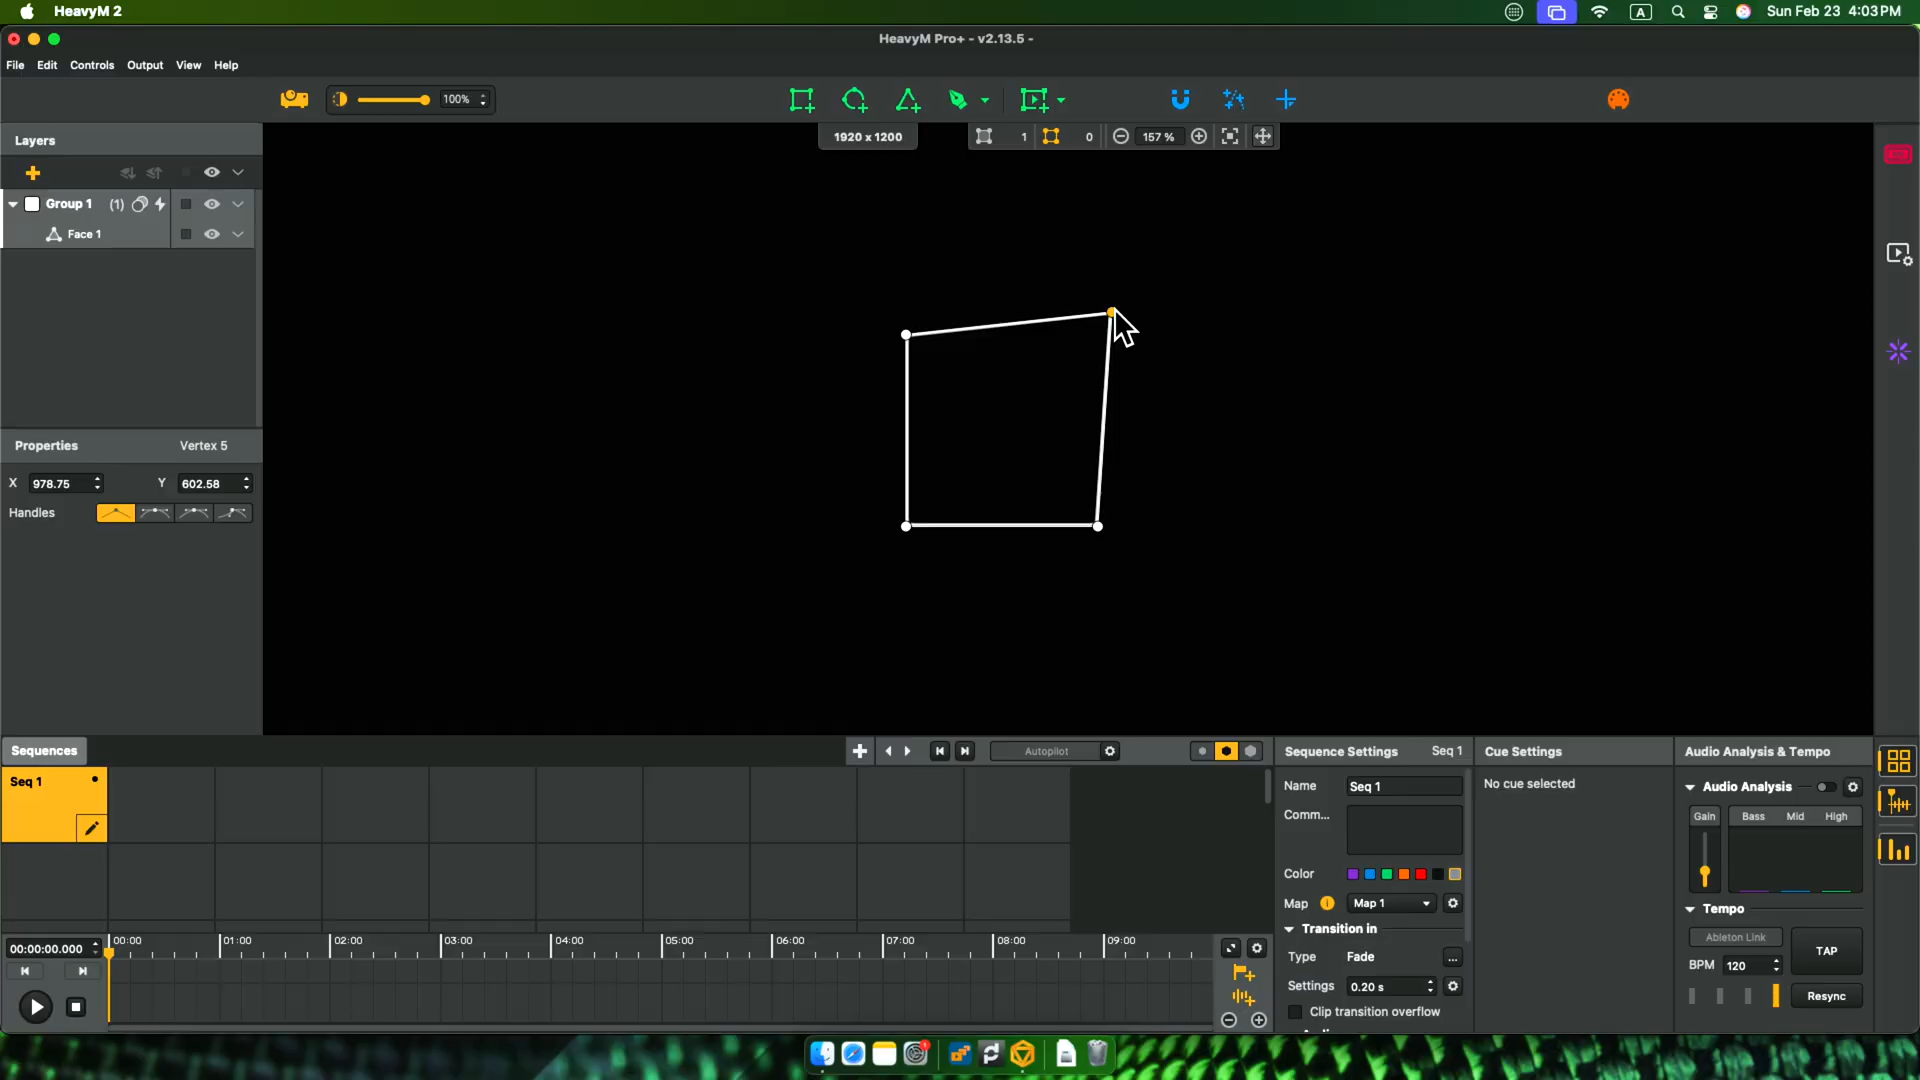 HeavyM 2
A
Sun Feb 23 4:03PM
HeavyM Pro+ - v2.13.5 -
File Edit Controls Output View Help
100%
1920 x 1200
1
0
157 %
Layers
Group 1 (1)
Face 1
Properties Vertex 5
X 978.75 Y 602.58
Handles
Sequences
Autopilot
Seq 1
Sequence Settings Seq 1
Name Seq 1
Comm...
Color
Map Map 1
Transition in
Type Fade ...
Settings 0.20 s
Clip transition overflow
Cue Settings
No cue selected
Audio Analysis & Tempo
Audio Analysis
Gain Bass Mid High
Tempo
Ableton Link
TAP
BPM 120
Resync
00:00:00.000
00:00 01:00 02:00 03:00 04:00 05:00 06:00 07:00 08:00 09:00